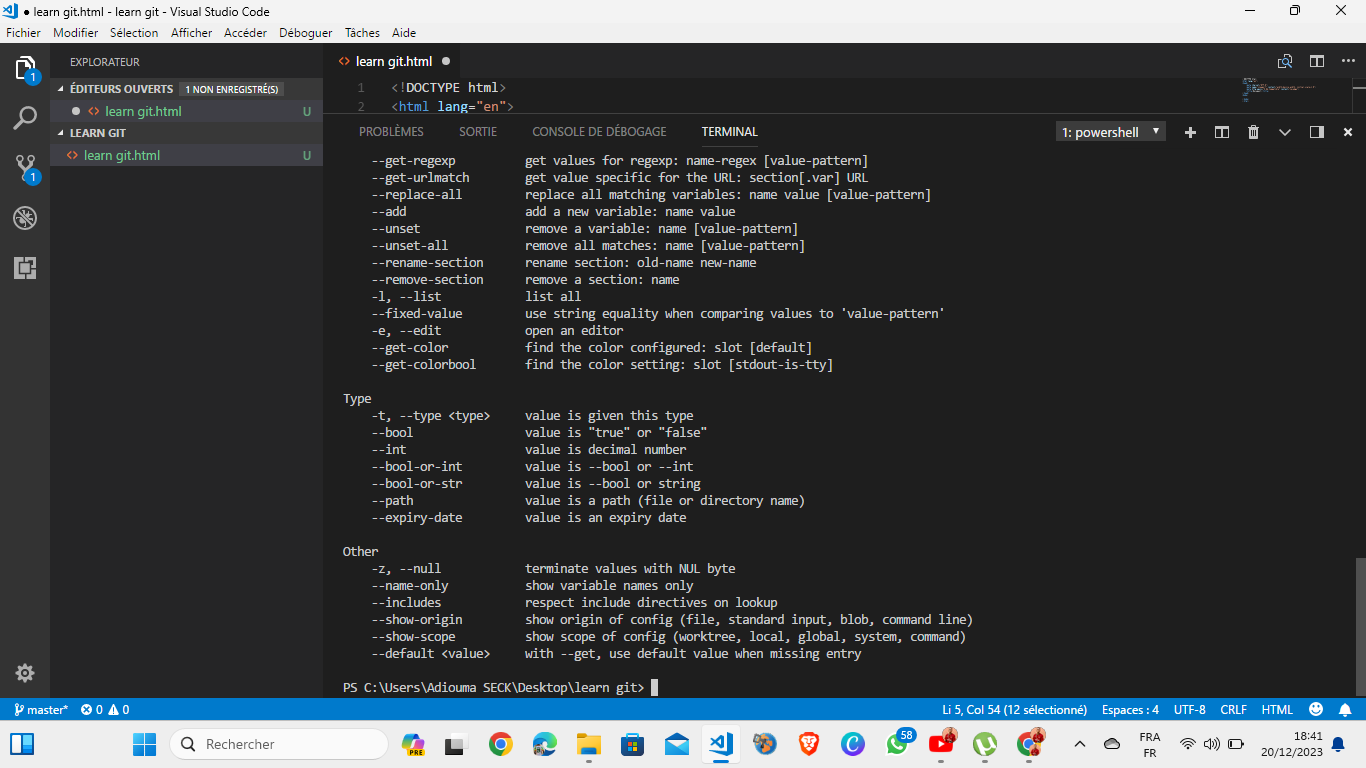 learn git.html - learn git - Visual Studio Code
Fichier Modifier Sélection Afficher Accéder Déboguer Tâches Aide
1
1
EXPLORATEUR
ÉDITEURS OUVERTS 1 NON ENREGISTRÉ(S)
learn git.html U
LEARN GIT
learn git.html U
learn git.html
1 <!DOCTYPE html>
2 <html lang="en">
PROBLÈMES SORTIE CONSOLE DE DÉBOGAGE TERMINAL 1: powershell
--get-regexp get values for regexp: name-regex [value-pattern]
--get-urlmatch get value specific for the URL: section[.var] URL
--replace-all replace all matching variables: name value [value-pattern]
--add add a new variable: name value
--unset remove a variable: name [value-pattern]
--unset-all remove all matches: name [value-pattern]
--rename-section rename section: old-name new-name
--remove-section remove a section: name
-l, --list list all
--fixed-value use string equality when comparing values to 'value-pattern'
-e, --edit open an editor
--get-color find the color configured: slot [default]
--get-colorbool find the color setting: slot [stdout-is-tty]
Type
-t, --type <type> value is given this type
--bool value is "true" or "false"
--int value is decimal number
--bool-or-int value is --bool or --int
--bool-or-str value is --bool or string
--path value is a path (file or directory name)
--expiry-date value is an expiry date
Other
-z, --null terminate values with NUL byte
--name-only show variable names only
--includes respect include directives on lookup
--show-origin show origin of config (file, standard input, blob, command line)
--show-scope show scope of config (worktree, local, global, system, command)
--default <value> with --get, use default value when missing entry
PS C:\Users\Adiouma SECK\Desktop\learn git>
master* 0 0 Li 5, Col 54 (12 sélectionné) Espaces : 4 UTF-8 CRLF HTML
Rechercher PRE 58 FRA 18:41
FR 20/12/2023